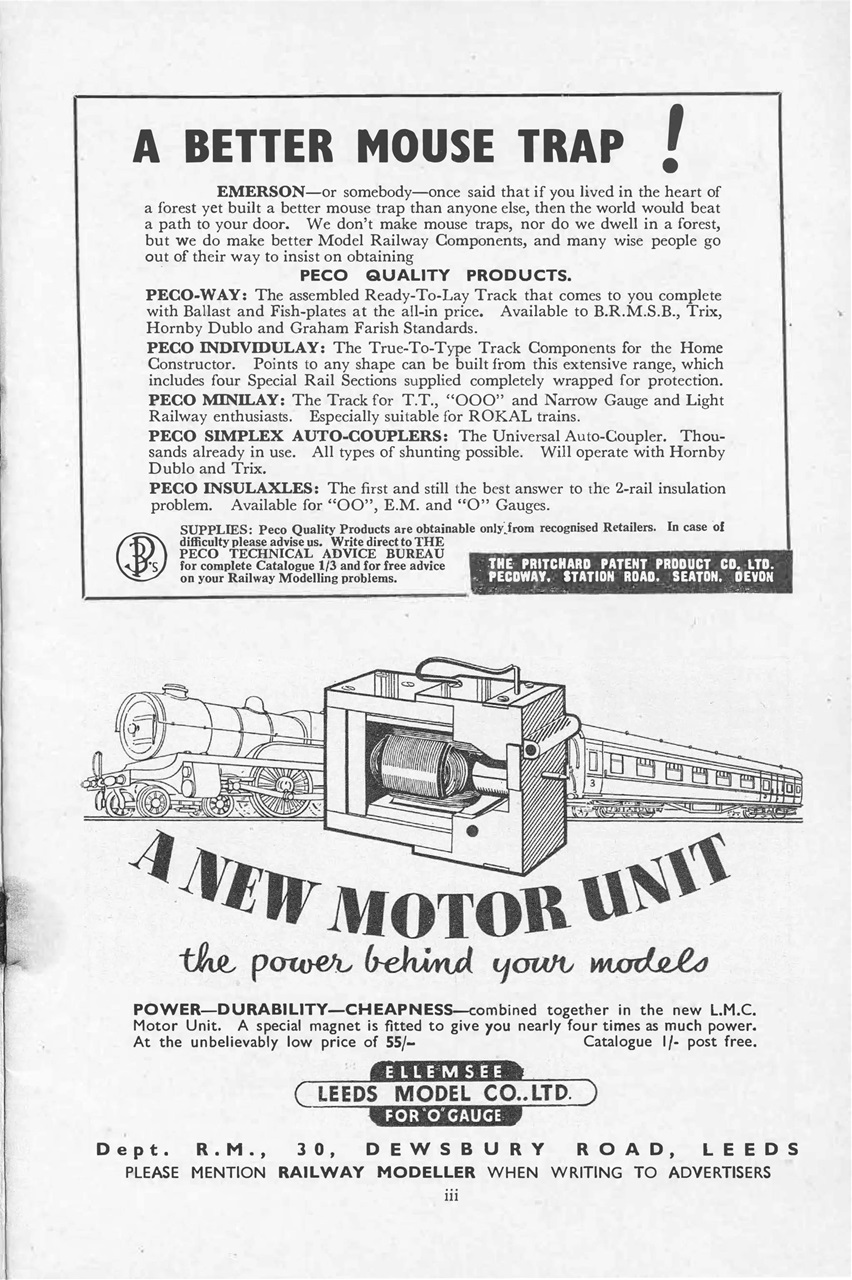 A BETTER MOUSE TRAP !
EMERSON—or somebody—once said that if you lived in the heart of
a forest yet built a better mouse trap than anyone else, then the world would beat
a path to your door. We don't make mouse traps, nor do we dwell in a forest,
but we do make better Model Railway Components, and many wise people go
out of their way to insist on obtaining
PECO QUALITY PRODUCTS.
PECO-WAY: The assembled Ready-To-Lay Track that comes to you complete
with Ballast and Fish-plates at the all-in price. Available to B.R.M.S.B., Trix,
Hornby Dublo and Graham Farish Standards.
PECO INDIVIDULAY: The True-To-Type Track Components for the Home
Constructor. Points to any shape can be built from this extensive range, which
includes four Special Rail Sections supplied completely wrapped for protection.
PECO MINILAY: The Track for T.T., "OOO" and Narrow Gauge and Light
Railway enthusiasts. Especially suitable for ROKAL trains.
PECO SIMPLEX AUTO-COUPLERS: The Universal Auto-Coupler. Thou-
sands already in use. All types of shunting possible. Will operate with Hornby
Dublo and Trix.
PECO INSULAXLES: The first and still the best answer to the 2-rail insulation
problem. Available for "OO", E.M. and "O" Gauges.
SUPPLIES: Peco Quality Products are obtainable only from recognised Retailers. In case of
difficulty please advise us. Write direct to THE
PECO TECHNICAL ADVICE BUREAU
for complete Catalogue 1/3 and for free advice
on your Railway Modelling problems.
THE PRITCHARD PATENT PRODUCT CO. LTD.
PECOWAY, STATION ROAD, SEATON, DEVON
3
3
A NEW MOTOR UNIT
the power behind your models
POWER—DURABILITY—CHEAPNESS—combined together in the new L.M.C.
Motor Unit. A special magnet is fitted to give you nearly four times as much power.
At the unbelievably low price of 55/- Catalogue 1/- post free.
ELLEMSEE
LEEDS MODEL CO., LTD.
FOR "O" GAUGE
Dept. R.M., 30, DEWSBURY ROAD, LEEDS
PLEASE MENTION RAILWAY MODELLER WHEN WRITING TO ADVERTISERS
iii